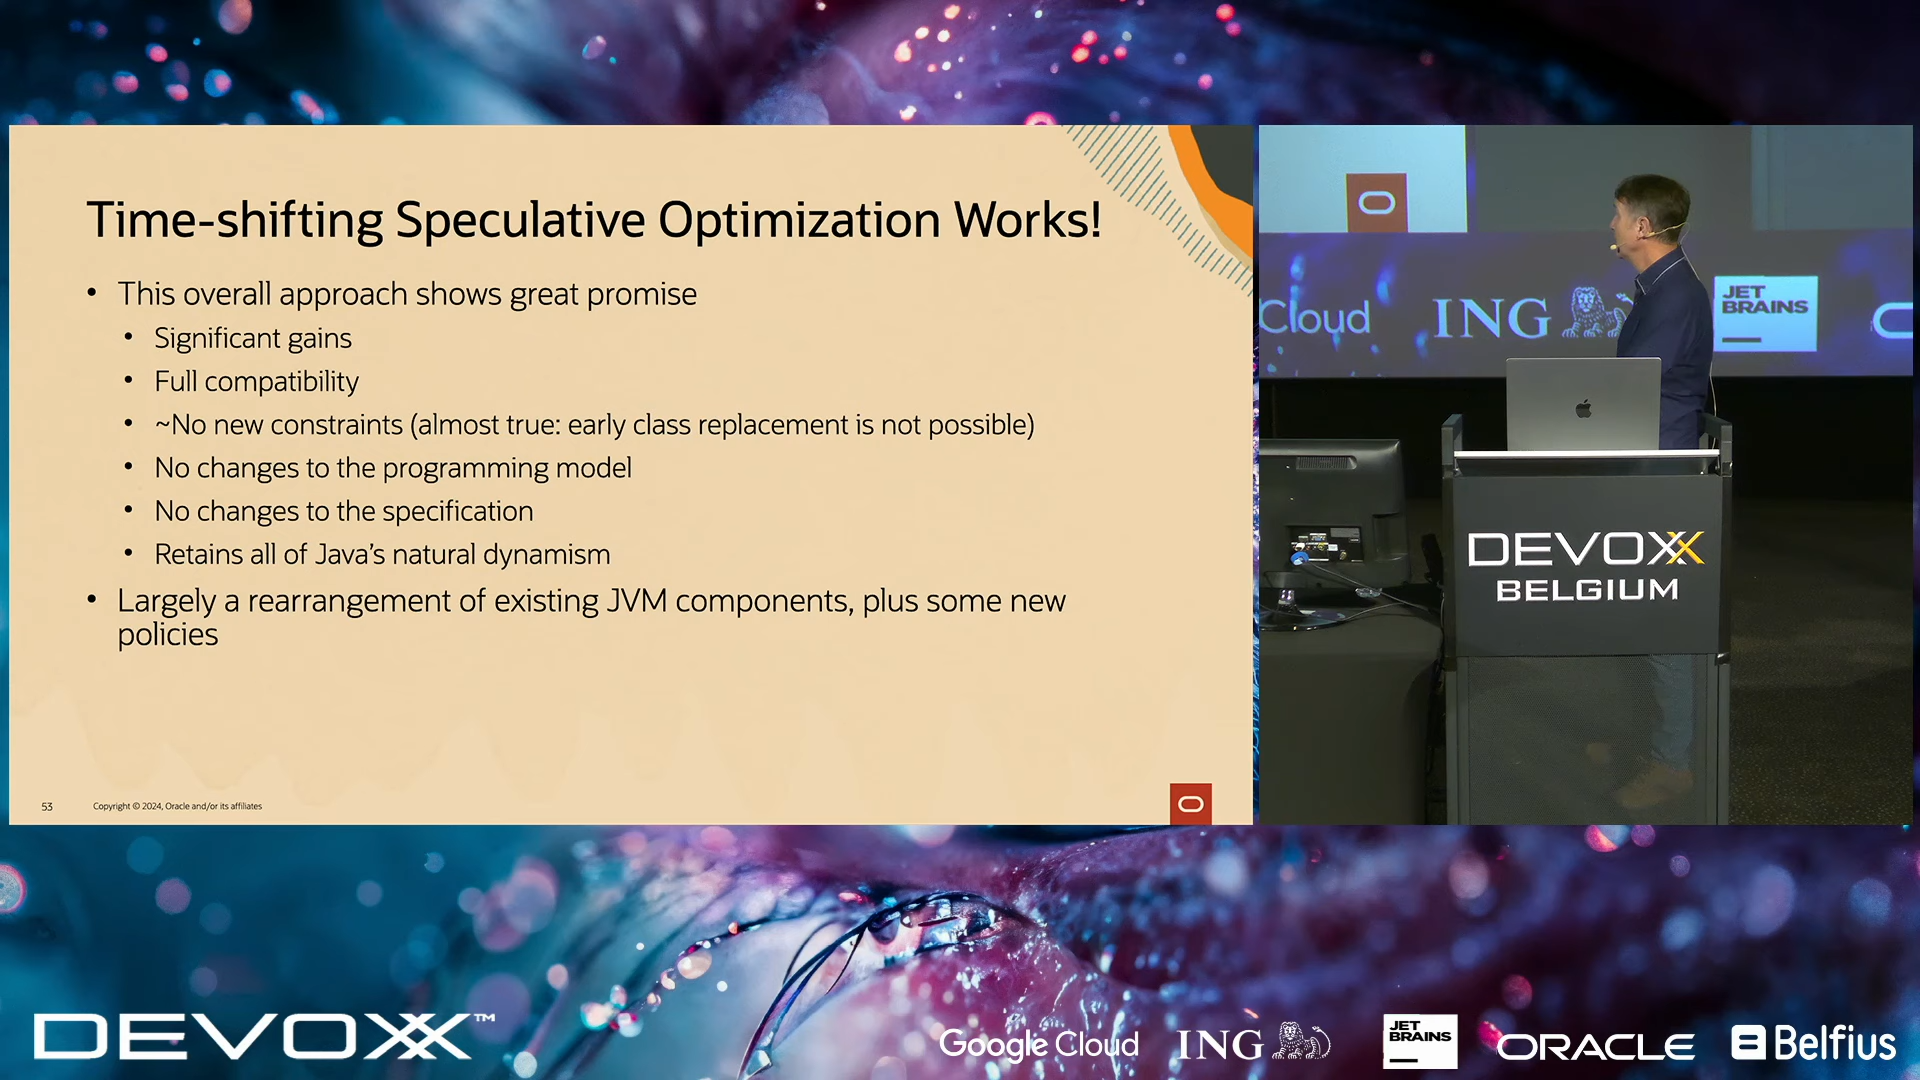 Time-shifting Speculative Optimization Works!
• This overall approach shows great promise
• Significant gains
• Full compatibility
• ~No new constraints (almost true: early class replacement is not possible)
• No changes to the programming model
• No changes to the specification
• Retains all of Java's natural dynamism
• Largely a rearrangement of existing JVM components, plus some new
policies
53
Copyright © 2024, Oracle and/or its affiliates
Cloud
ING
JET
BRAINS
DEVOXX
BELGIUM
DEVOXX™
Google Cloud
ING
JET
BRAINS
ORACLE
Belfius